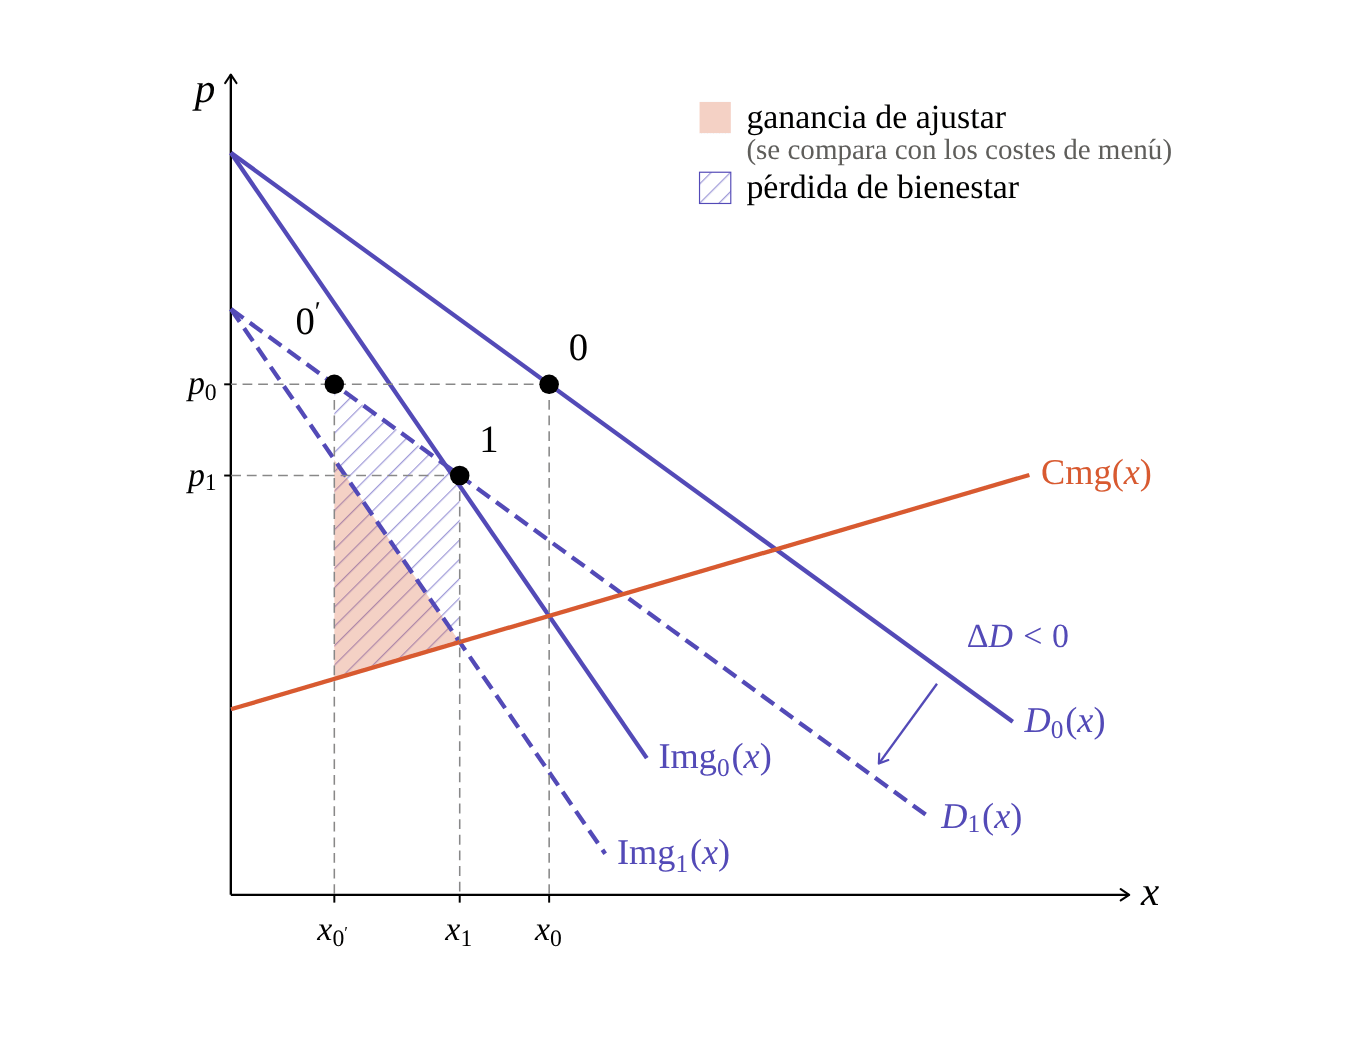 p
ganancia de ajustar
(se compara con los costes de menú)
pérdida de bienestar
0′
0
p₀
1
p₁
Cmg(x)
ΔD < 0
D₀(x)
Img₀(x)
D₁(x)
Img₁(x)
x
x₀′
x₁
x₀